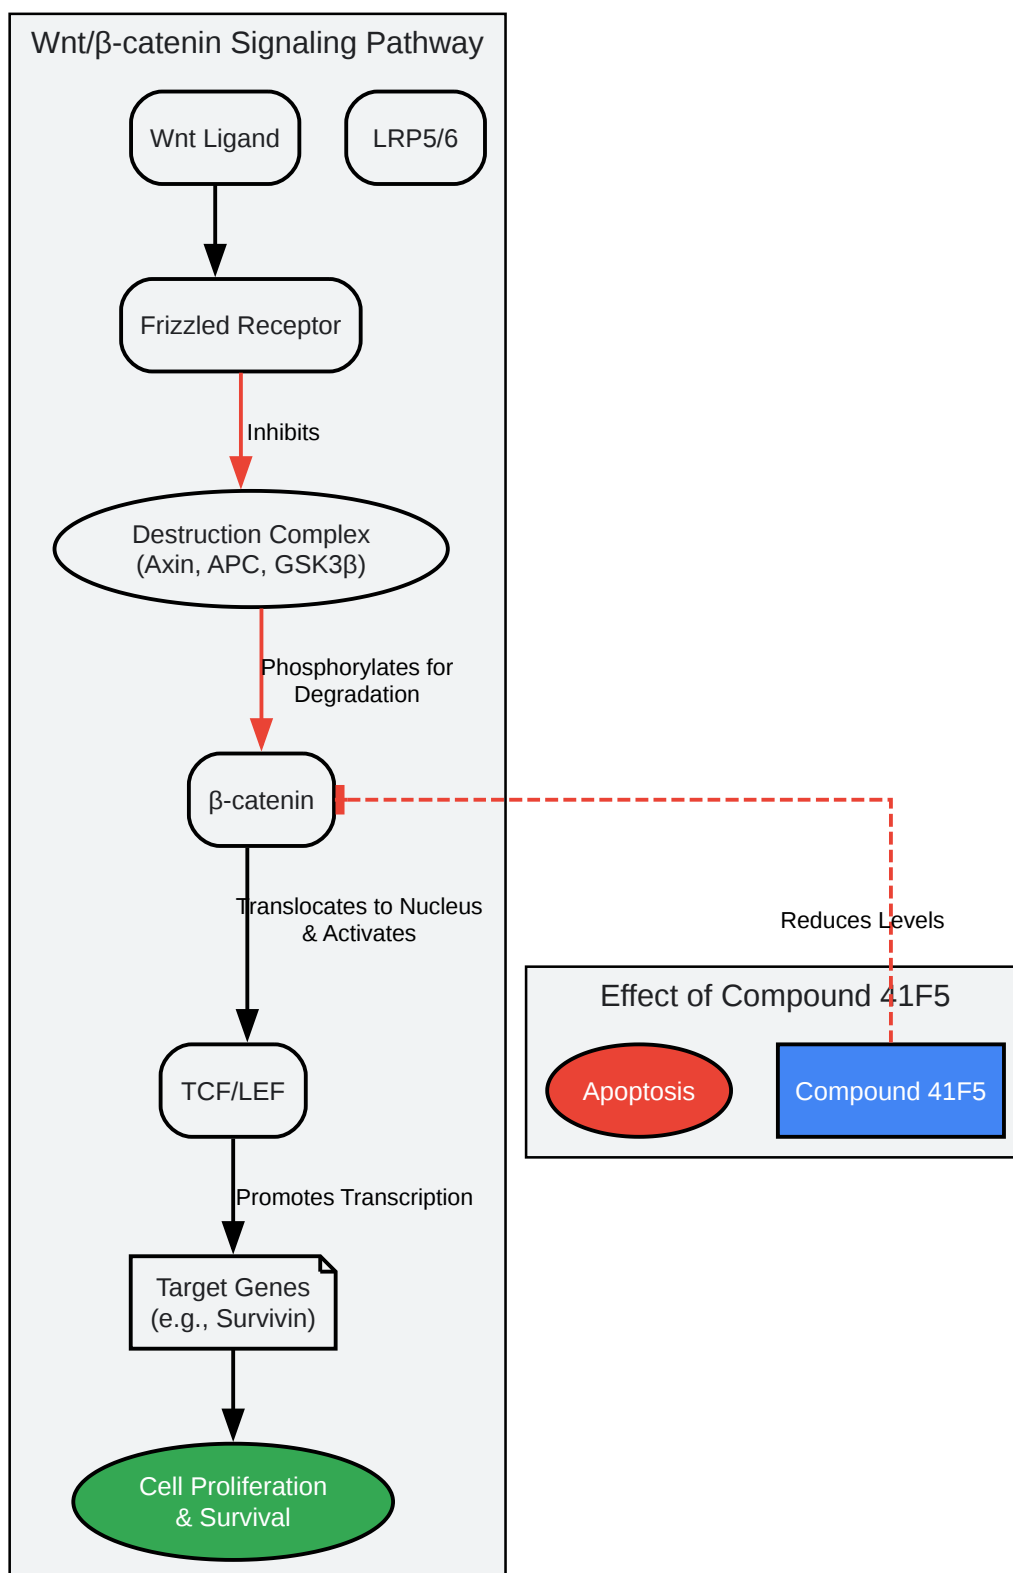 Wnt/β-catenin Signaling Pathway
Wnt Ligand
LRP5/6
Frizzled Receptor
Inhibits
Destruction Complex
(Axin, APC, GSK3β)
Phosphorylates for
Degradation
β-catenin
Translocates to Nucleus
& Activates
Reduces Levels
Effect of Compound 41F5
Apoptosis
Compound 41F5
TCF/LEF
Promotes Transcription
Target Genes
(e.g., Survivin)
Cell Proliferation
& Survival